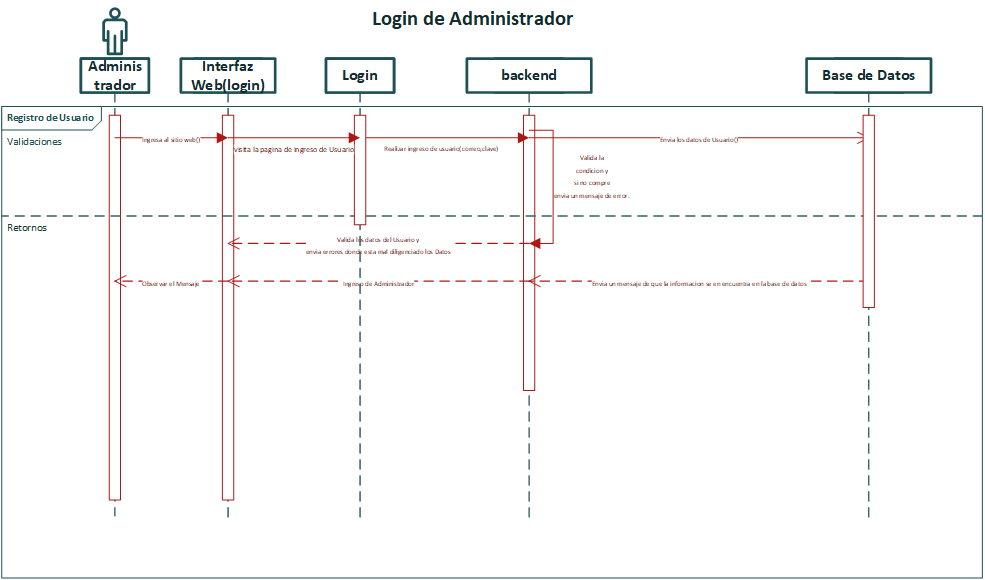 Login de Administrador
Adminis
trador
Interfaz
Web(login)
Login
backend
Base de Datos
Registro de Usuario
Validaciones
Ingresa al sitio web()
visita la pagina de ingreso de Usuario
Realizar ingreso de usuario(correo,clave)
Envia los datos de Usuario()
Valida la
condicion y
si no compre
envia un mensaje de error.
Retornos
Valida los datos del Usuario y
envia errores donde esta mal diligenciado los Datos
Observar el Mensaje
Ingreso de Administrador
Envia un mensaje de que la informacion se en encuentra en la base de datos